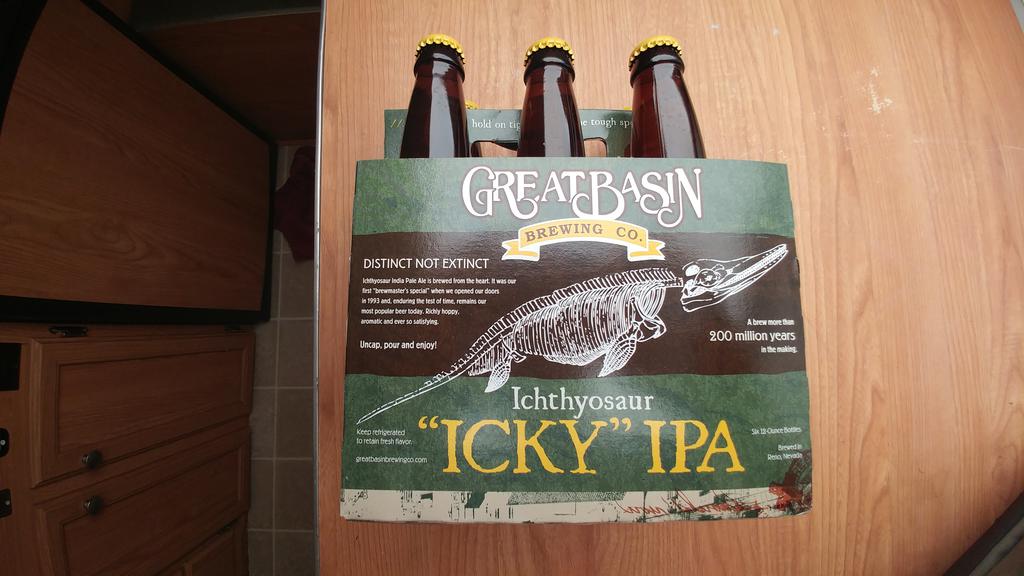 hold on tig
e tough sp
GREAT BASIN
BREWING CO.
DISTINCT NOT EXTINCT
Ichthyosaur India Pale Ale is brewed from the heart. It was our
first "brewmaster's special" when we opened our doors
in 1993 and, enduring the test of time, remains our
most popular beer today. Richly hoppy,
aromatic and ever so satisfying.
Uncap, pour and enjoy!
A brew more than
200 million years
in the making.
Ichthyosaur
"ICKY" IPA
Keep refrigerated
to retain fresh flavor.
greatbasinbrewingco.com
Six 12-Ounce Bottles
Brewed in
Reno, Nevada